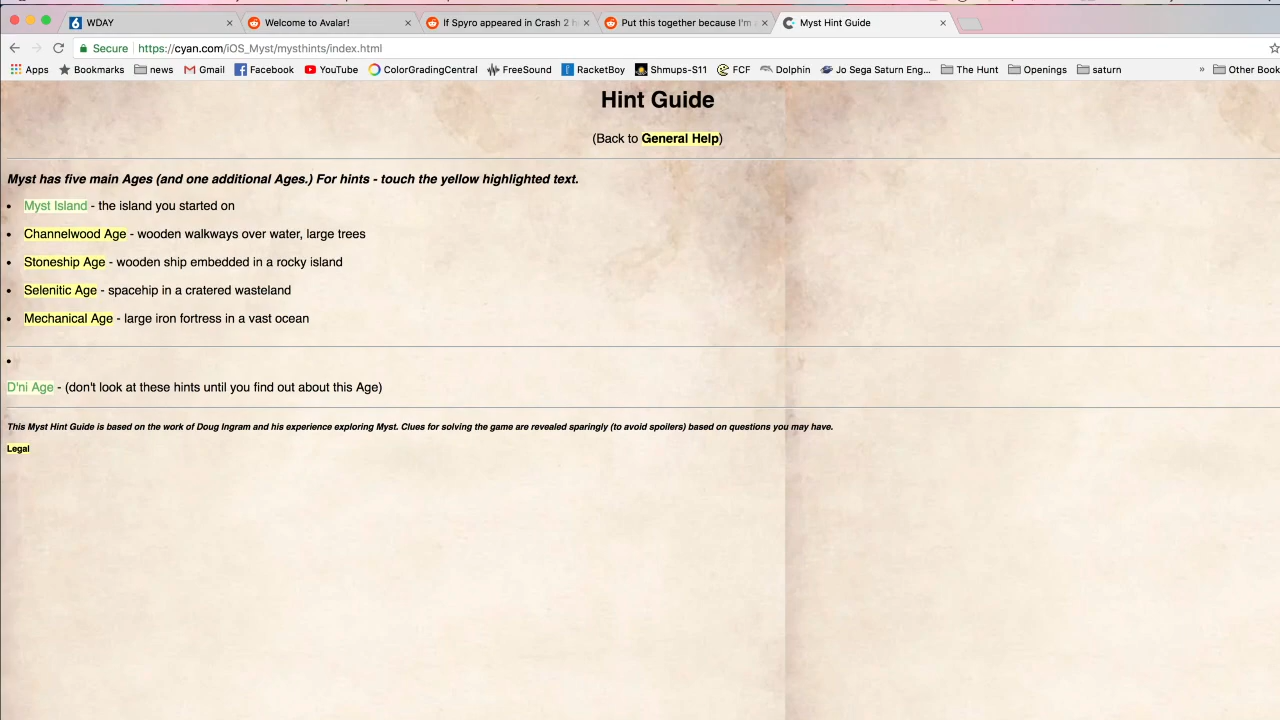 WDAY
Welcome to Avalar!
If Spyro appeared in Crash 2 h
Put this together because I'm a
Myst Hint Guide
Secure https://cyan.com/iOS_Myst/mysthints/index.html
Apps Bookmarks news Gmail Facebook YouTube ColorGradingCentral FreeSound RacketBoy Shmups-S11 FCF Dolphin Jo Sega Saturn Eng... The Hunt Openings saturn » Other Book
Hint Guide
(Back to General Help)
Myst has five main Ages (and one additional Ages.) For hints - touch the yellow highlighted text.
• Myst Island - the island you started on
• Channelwood Age - wooden walkways over water, large trees
• Stoneship Age - wooden ship embedded in a rocky island
• Selenitic Age - spacehip in a cratered wasteland
• Mechanical Age - large iron fortress in a vast ocean
•
D'ni Age - (don't look at these hints until you find out about this Age)
This Myst Hint Guide is based on the work of Doug Ingram and his experience exploring Myst. Clues for solving the game are revealed sparingly (to avoid spoilers) based on questions you may have.
Legal